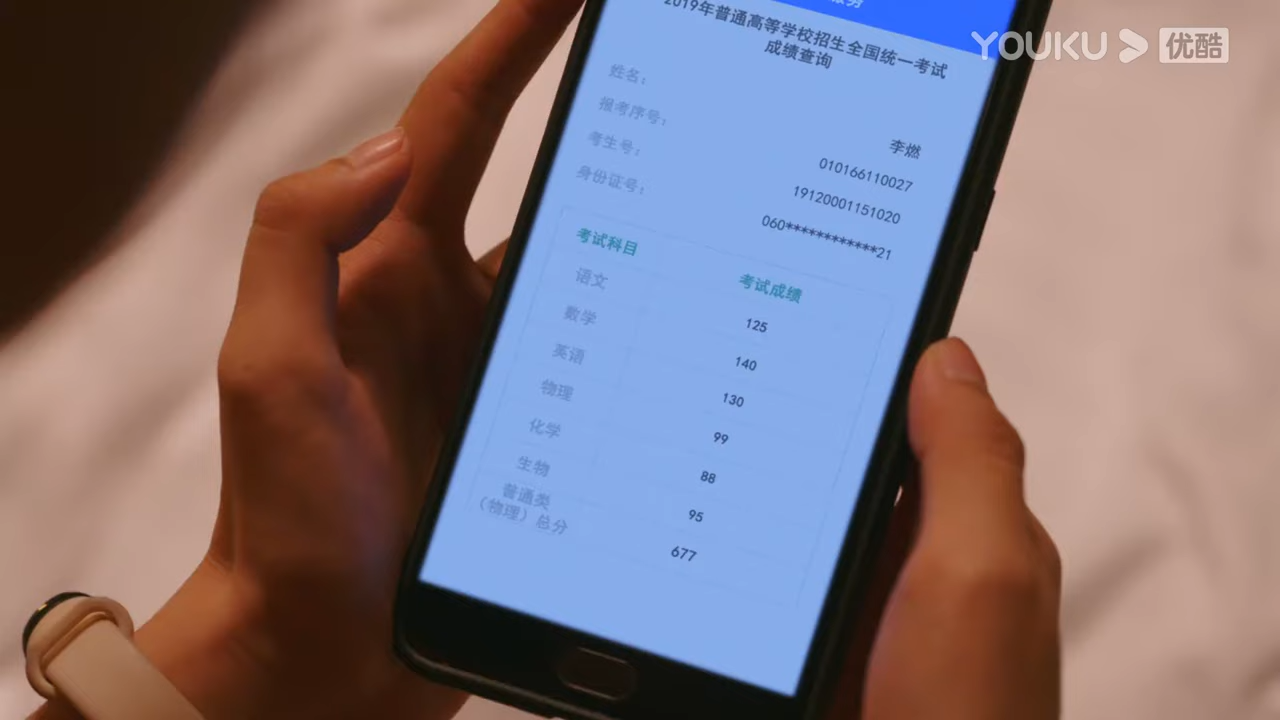 YOUKU 优酷
2019年普通高等学校招生全国统一考试
成绩查询
姓名: 李燃
报考序号: 010166110027
考生号: 19120001151020
身份证号: 060************21
考试科目 考试成绩
语文 125
数学 140
英语 130
物理 99
化学 88
生物 95
普通类
(物理)总分 677